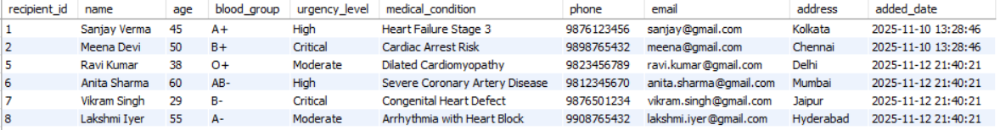 recipient_id name age blood_group urgency_level medical_condition phone email address added_date
1 Sanjay Verma 45 A+ High Heart Failure Stage 3 9876123456 sanjay@gmail.com Kolkata 2025-11-10 13:28:46
2 Meena Devi 50 B+ Critical Cardiac Arrest Risk 9898765432 meena@gmail.com Chennai 2025-11-10 13:28:46
5 Ravi Kumar 38 O+ Moderate Dilated Cardiomyopathy 9823456789 ravi.kumar@gmail.com Delhi 2025-11-12 21:40:21
6 Anita Sharma 60 AB- High Severe Coronary Artery Disease 9812345670 anita.sharma@gmail.com Mumbai 2025-11-12 21:40:21
7 Vikram Singh 29 B- Critical Congenital Heart Defect 9876501234 vikram.singh@gmail.com Jaipur 2025-11-12 21:40:21
8 Lakshmi Iyer 55 A- Moderate Arrhythmia with Heart Block 9908765432 lakshmi.iyer@gmail.com Hyderabad 2025-11-12 21:40:21